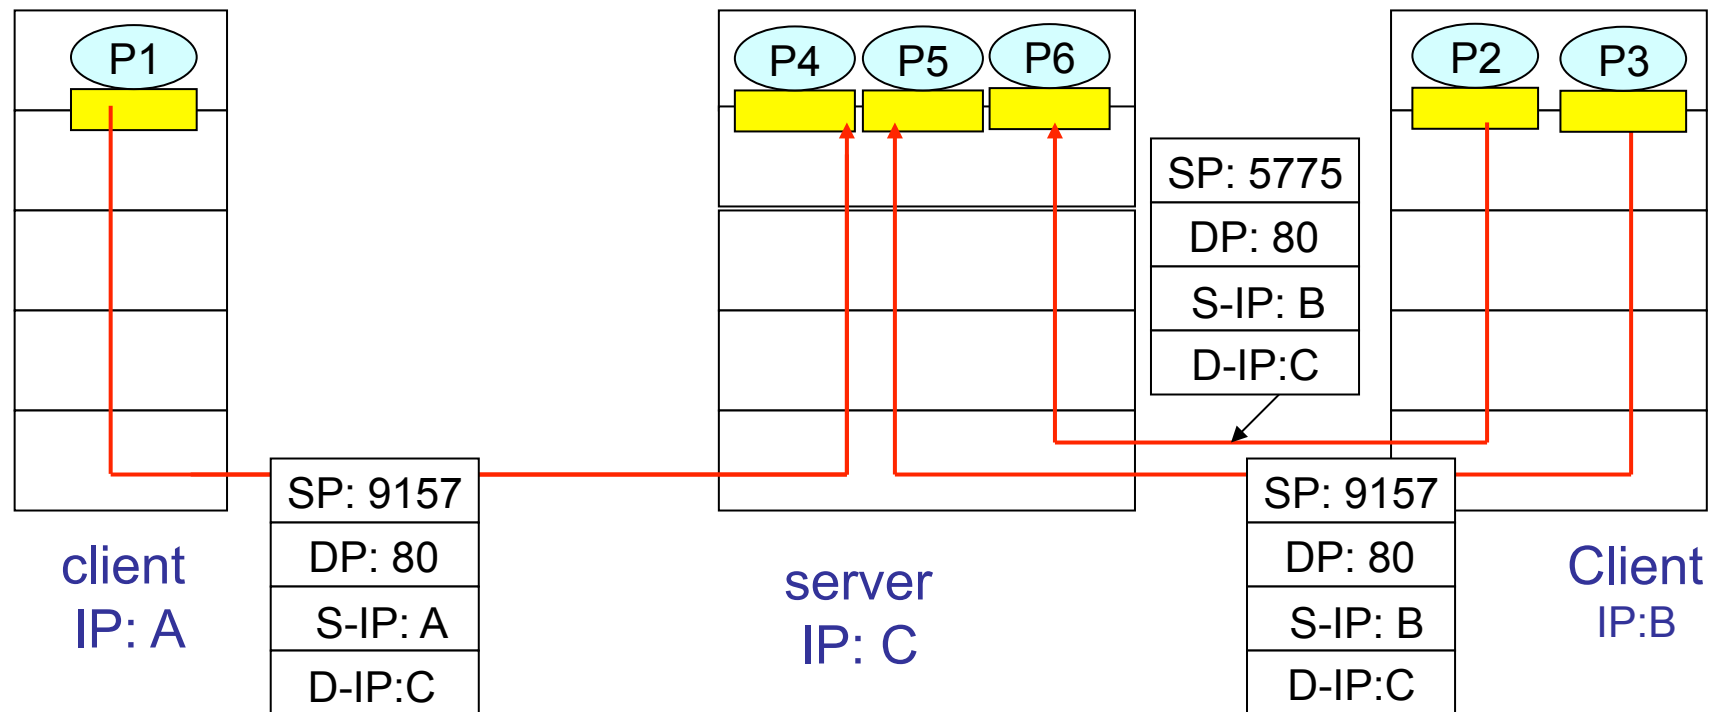 P1
P4
P5
P6
P2
P3
SP: 5775
DP: 80
S-IP: B
D-IP:C
SP: 9157
DP: 80
S-IP: A
D-IP:C
SP: 9157
DP: 80
S-IP: B
D-IP:C
client
IP: A
server
IP: C
Client
IP:B